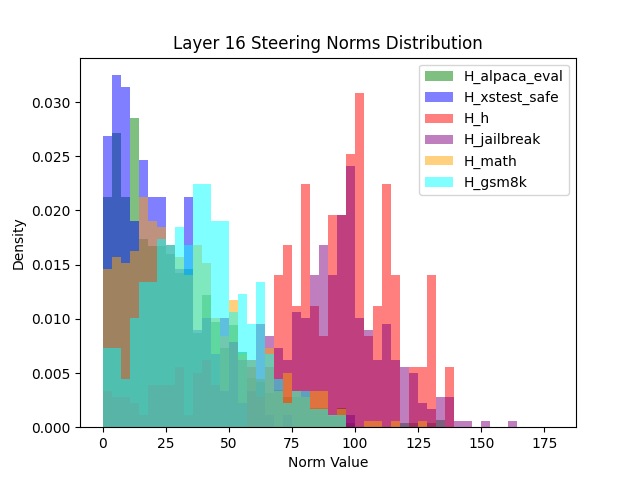 Layer 16 Steering Norms Distribution
H_alpaca_eval
H_xstest_safe
H_h
H_jailbreak
H_math
H_gsm8k
0.030
0.025
0.020
0.015
0.010
0.005
0.000
Density
0 25 50 75 100 125 150 175
Norm Value